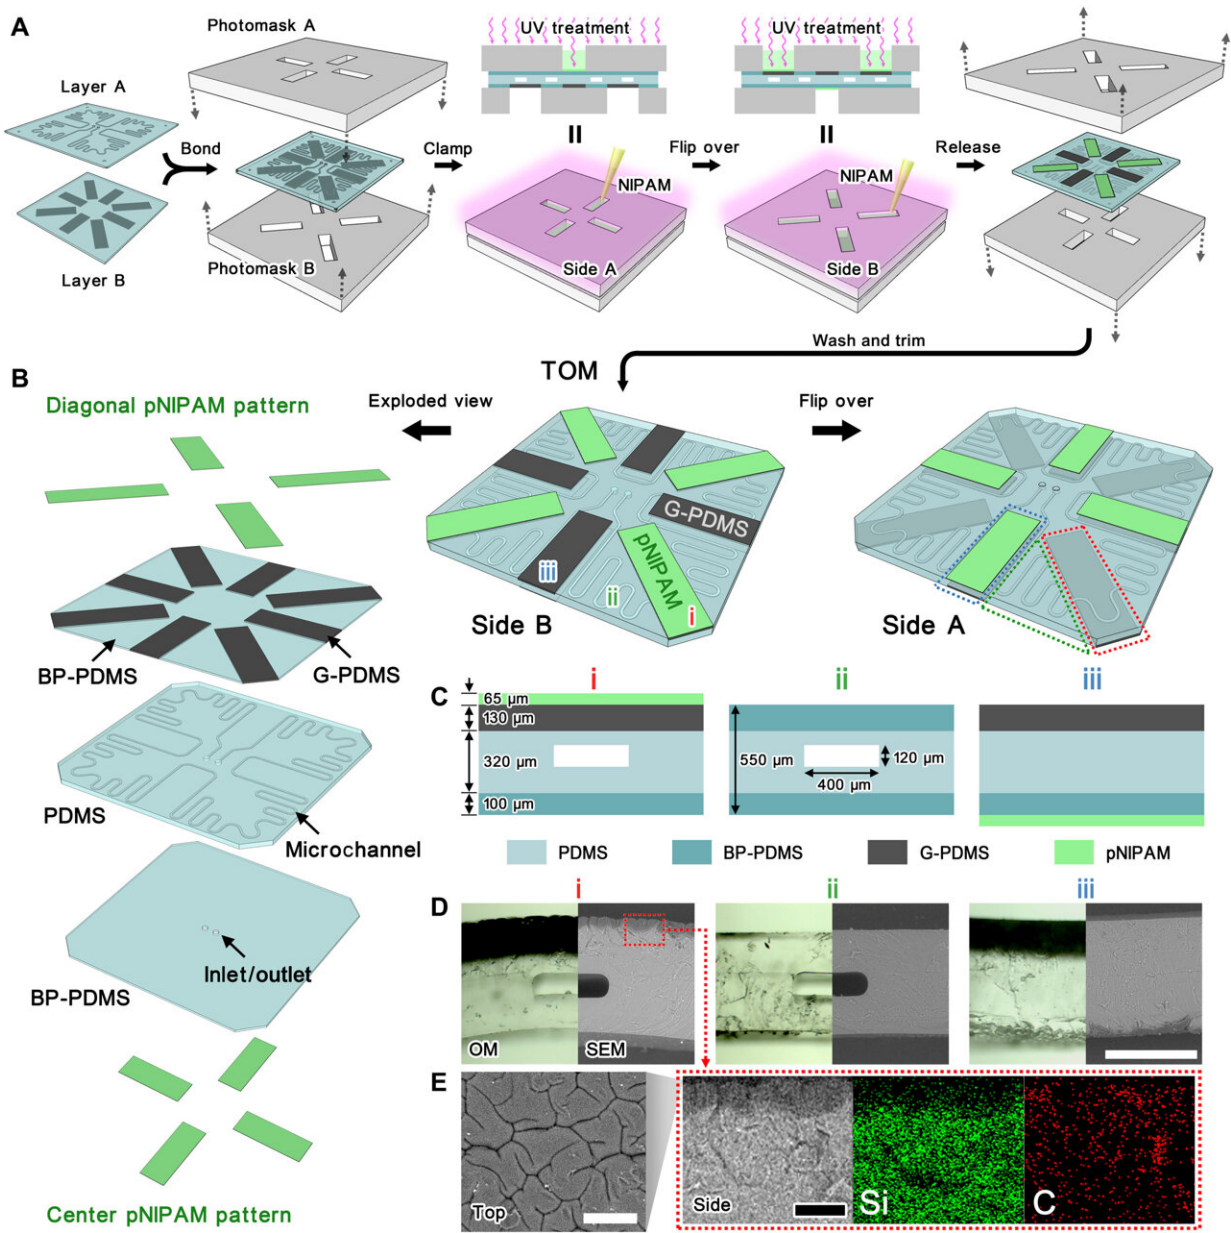 A
Photomask A
Layer A
Bond
Layer B
Photomask B
UV treatment
UV treatment
=
=
Clamp
NIPAM
Side A
Flip over
NIPAM
Side B
Release
Wash and trim
B
TOM
Diagonal pNIPAM pattern
Exploded view
Flip over
G-PDMS
pNIPAM
iii
ii
i
Side B
Side A
BP-PDMS
G-PDMS
PDMS
Microchannel
Inlet/outlet
BP-PDMS
Center pNIPAM pattern
C
i
ii
iii
65 µm
130 µm
320 µm
100 µm
550 µm
120 µm
400 µm
PDMS
BP-PDMS
G-PDMS
pNIPAM
D
i
ii
iii
OM
SEM
E
Top
Side
Si
C